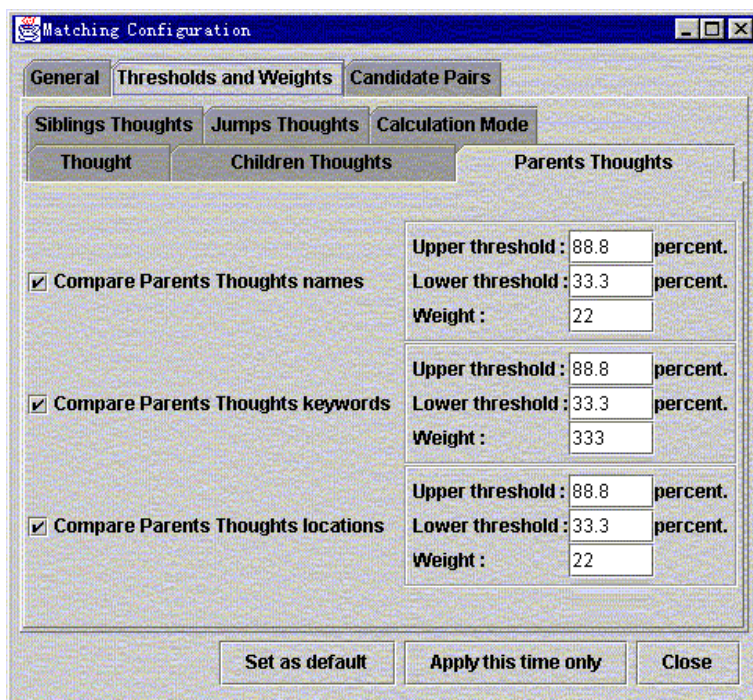 Matching Configuration
General Thresholds and Weights Candidate Pairs
Siblings Thoughts Jumps Thoughts Calculation Mode
Thought Children Thoughts Parents Thoughts
Compare Parents Thoughts names
Upper threshold : 88.8 percent.
Lower threshold : 33.3 percent.
Weight : 22
Compare Parents Thoughts keywords
Upper threshold : 88.8 percent.
Lower threshold : 33.3 percent.
Weight : 333
Compare Parents Thoughts locations
Upper threshold : 88.8 percent.
Lower threshold : 33.3 percent.
Weight : 22
Set as default Apply this time only Close